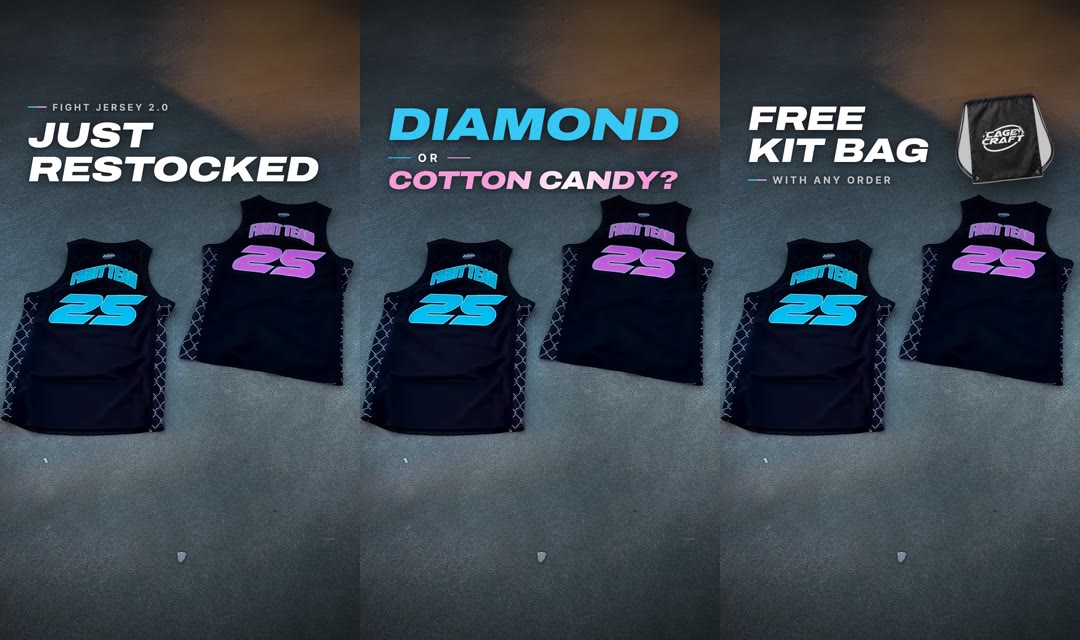 FIGHT JERSEY 2.0
JUST
RESTOCKED
FIGHT TEAM
25
FIGHT TEAM
25
DIAMOND
OR
COTTON CANDY?
FIGHT TEAM
25
FIGHT TEAM
25
FREE
KIT BAG
WITH ANY ORDER
CAGE
CRAFT
FIGHT TEAM
25
FIGHT TEAM
25